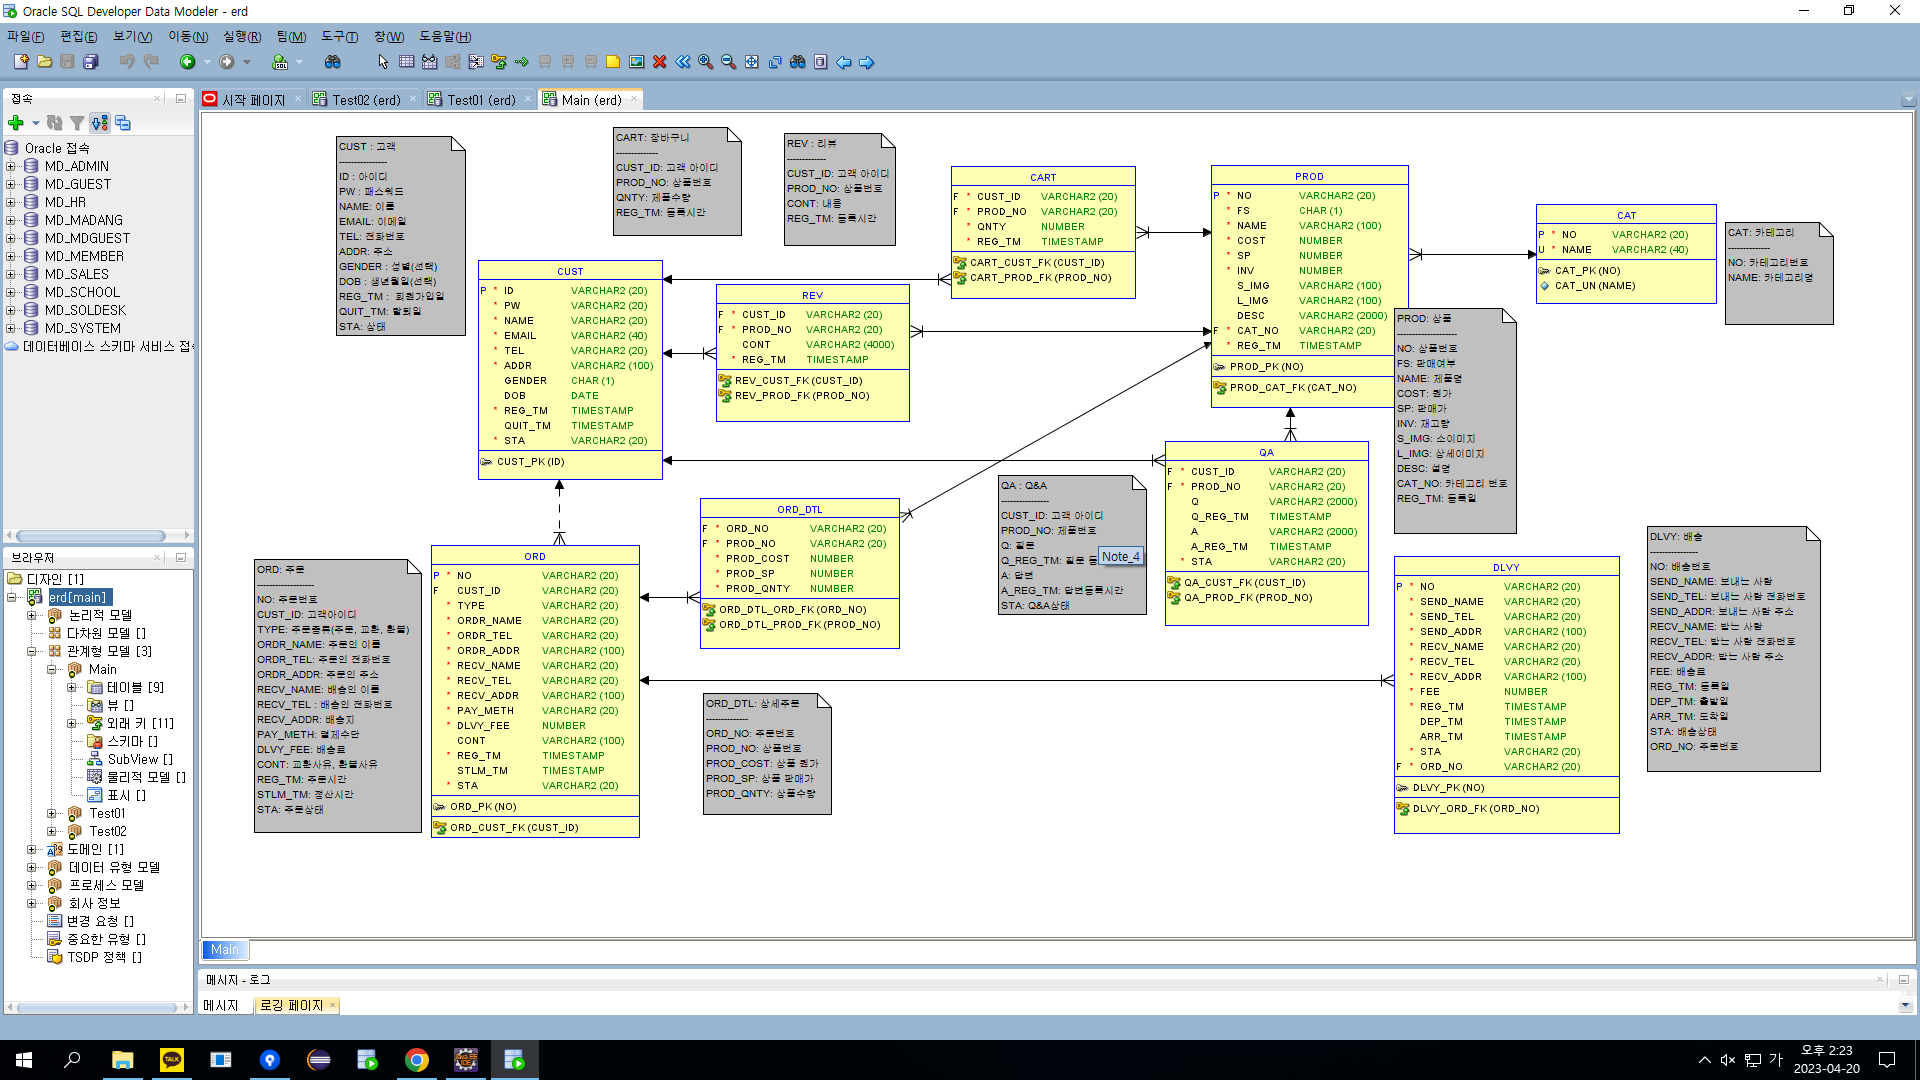 Oracle SQL Developer Data Modeler - erd
파일(F) 편집(E) 보기(V) 이동(N) 실행(R) 팀(M) 도구(T) 창(W) 도움말(H)
접속
시작 페이지 Test02 (erd) Test01 (erd) Main (erd)
Oracle 접속
MD_ADMIN
MD_GUEST
MD_HR
MD_MADANG
MD_MDGUEST
MD_MEMBER
MD_SALES
MD_SCHOOL
MD_SOLDESK
MD_SYSTEM
데이터베이스 스키마 서비스 접속
브라우저
디자인 [1]
erd[main]
논리적 모델
다차원 모델 []
관계형 모델 [3]
Main
테이블 [9]
뷰 []
외래 키 [11]
스키마 []
SubView []
물리적 모델 []
표시 []
Test01
Test02
도메인 [1]
데이터 유형 모델
프로세스 모델
회사 정보
변경 요청 []
중요한 유형 []
TSDP 정책 []
CUST : 고객
----------------
ID : 아이디
PW : 패스워드
NAME: 이름
EMAIL: 이메일
TEL: 전화번호
ADDR: 주소
GENDER : 성별(선택)
DOB : 생년월일(선택)
REG_TM : 회원가입일
QUIT_TM: 탈퇴일
STA: 상태
CART: 장바구니
--------------
CUST_ID: 고객 아이디
PROD_NO: 상품번호
QNTY: 제품수량
REG_TM: 등록시간
REV : 리뷰
-------------
CUST_ID: 고객 아이디
PROD_NO: 상품번호
CONT: 내용
REG_TM: 등록시간
CART
F * CUST_ID VARCHAR2 (20)
F * PROD_NO VARCHAR2 (20)
* QNTY NUMBER
* REG_TM TIMESTAMP
CART_CUST_FK (CUST_ID)
CART_PROD_FK (PROD_NO)
PROD
P * NO VARCHAR2 (20)
* FS CHAR (1)
* NAME VARCHAR2 (100)
* COST NUMBER
* SP NUMBER
* INV NUMBER
S_IMG VARCHAR2 (100)
L_IMG VARCHAR2 (100)
DESC VARCHAR2 (2000)
F * CAT_NO VARCHAR2 (20)
* REG_TM TIMESTAMP
PROD_PK (NO)
PROD_CAT_FK (CAT_NO)
CAT
P * NO VARCHAR2 (20)
U * NAME VARCHAR2 (40)
CAT_PK (NO)
CAT_UN (NAME)
CAT: 카테고리
--------------
NO: 카테고리번호
NAME: 카테고리명
CUST
P * ID VARCHAR2 (20)
* PW VARCHAR2 (20)
* NAME VARCHAR2 (20)
* EMAIL VARCHAR2 (40)
* TEL VARCHAR2 (20)
* ADDR VARCHAR2 (100)
GENDER CHAR (1)
DOB DATE
* REG_TM TIMESTAMP
QUIT_TM TIMESTAMP
* STA VARCHAR2 (20)
CUST_PK (ID)
REV
F * CUST_ID VARCHAR2 (20)
F * PROD_NO VARCHAR2 (20)
CONT VARCHAR2 (4000)
* REG_TM TIMESTAMP
REV_CUST_FK (CUST_ID)
REV_PROD_FK (PROD_NO)
PROD: 상품
--------------------
NO: 상품번호
FS: 판매여부
NAME: 제품명
COST: 원가
SP: 판매가
INV: 재고량
S_IMG: 소이미지
L_IMG: 상세이미지
DESC: 설명
CAT_NO: 카테고리 번호
REG_TM: 등록일
QA
F * CUST_ID VARCHAR2 (20)
F * PROD_NO VARCHAR2 (20)
Q VARCHAR2 (2000)
Q_REG_TM TIMESTAMP
A VARCHAR2 (2000)
A_REG_TM TIMESTAMP
* STA VARCHAR2 (20)
QA_CUST_FK (CUST_ID)
QA_PROD_FK (PROD_NO)
QA : Q&A
----------------
CUST_ID: 고객 아이디
PROD_NO: 제품번호
Q: 질문
Q_REG_TM: 질문 등
A: 답변
A_REG_TM: 답변등록시간
STA: Q&A상태
Note_4
ORD_DTL
F * ORD_NO VARCHAR2 (20)
F * PROD_NO VARCHAR2 (20)
* PROD_COST NUMBER
* PROD_SP NUMBER
* PROD_QNTY NUMBER
ORD_DTL_ORD_FK (ORD_NO)
ORD_DTL_PROD_FK (PROD_NO)
ORD: 주문
-------------------
NO: 주문번호
CUST_ID: 고객아이디
TYPE: 주문종류(주문, 교환, 환불)
ORDR_NAME: 주문인 이름
ORDR_TEL: 주문인 전화번호
ORDR_ADDR: 주문인 주소
RECV_NAME: 배송인 이름
RECV_TEL : 배송인 전화번호
RECV_ADDR: 배송지
PAY_METH: 결제수단
DLVY_FEE: 배송료
CONT: 교환사유, 환불사유
REG_TM: 주문시간
STLM_TM: 정산시간
STA: 주문상태
ORD
P * NO VARCHAR2 (20)
F CUST_ID VARCHAR2 (20)
* TYPE VARCHAR2 (20)
* ORDR_NAME VARCHAR2 (20)
* ORDR_TEL VARCHAR2 (20)
* ORDR_ADDR VARCHAR2 (100)
* RECV_NAME VARCHAR2 (20)
* RECV_TEL VARCHAR2 (20)
* RECV_ADDR VARCHAR2 (100)
* PAY_METH VARCHAR2 (20)
* DLVY_FEE NUMBER
CONT VARCHAR2 (100)
* REG_TM TIMESTAMP
STLM_TM TIMESTAMP
* STA VARCHAR2 (20)
ORD_PK (NO)
ORD_CUST_FK (CUST_ID)
ORD_DTL: 상세주문
--------------
ORD_NO: 주문번호
PROD_NO: 상품번호
PROD_COST: 상품 원가
PROD_SP: 상품 판매가
PROD_QNTY: 상품수량
DLVY
P * NO VARCHAR2 (20)
* SEND_NAME VARCHAR2 (20)
* SEND_TEL VARCHAR2 (20)
* SEND_ADDR VARCHAR2 (100)
* RECV_NAME VARCHAR2 (20)
* RECV_TEL VARCHAR2 (20)
* RECV_ADDR VARCHAR2 (100)
* FEE NUMBER
* REG_TM TIMESTAMP
DEP_TM TIMESTAMP
ARR_TM TIMESTAMP
* STA VARCHAR2 (20)
F * ORD_NO VARCHAR2 (20)
DLVY_PK (NO)
DLVY_ORD_FK (ORD_NO)
DLVY: 배송
----------------
NO: 배송번호
SEND_NAME: 보내는 사람
SEND_TEL: 보내는 사람 전화번호
SEND_ADDR: 보내는 사람 주소
RECV_NAME: 받는 사람
RECV_TEL: 받는 사람 전화번호
RECV_ADDR: 받는 사람 주소
FEE: 배송료
REG_TM: 등록일
DEP_TM: 출발일
ARR_TM: 도착일
STA: 배송상태
ORD_NO: 주문번호
Main
메시지 - 로그
메시지 로깅 페이지
TALK
가
오후 2:23
2023-04-20